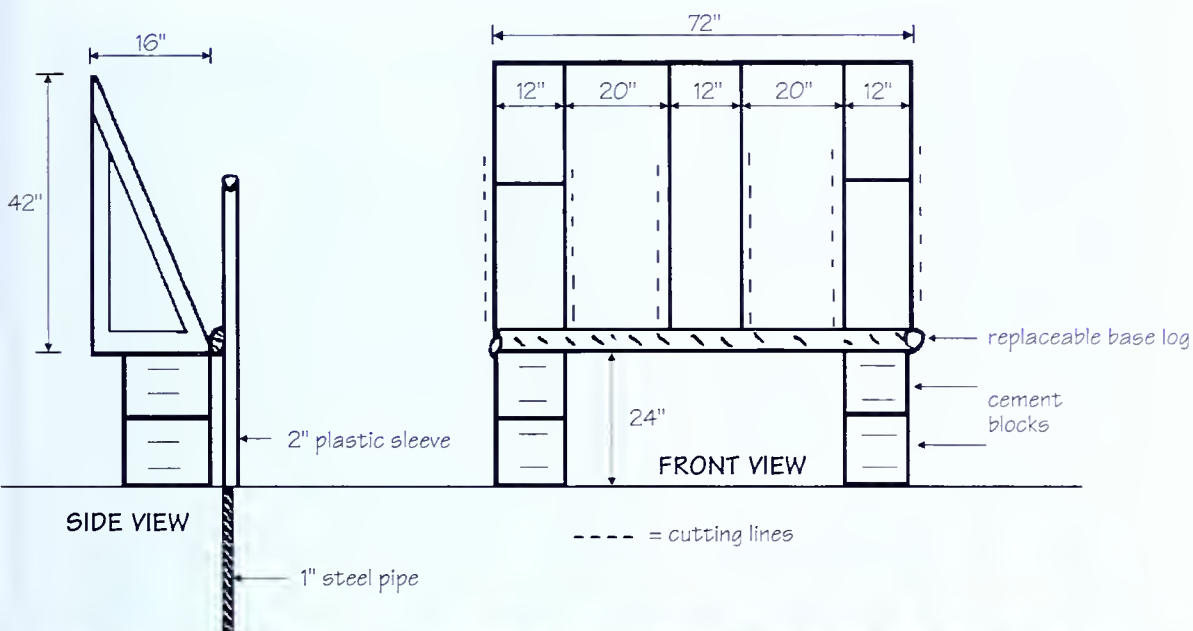 16"
72"
12" 20" 12" 20" 12"
42"
replaceable base log
cement
blocks
24"
2" plastic sleeve
FRONT VIEW
SIDE VIEW
---- = cutting lines
1" steel pipe